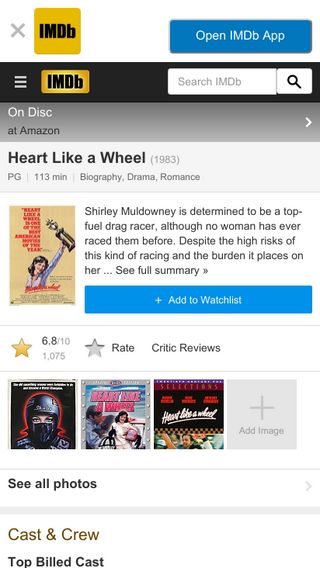 IMDb
Open IMDb App
IMDb
Search IMDb
On Disc
at Amazon
Heart Like a Wheel (1983)
PG | 113 min | Biography, Drama, Romance
"HEART
LIKE A
WHEEL
IS ONE
OF THE
BEST
AMERICAN
MOVIES
OF THE
YEAR"
Shirley Muldowney is determined to be a top-
fuel drag racer, although no woman has ever
raced them before. Despite the high risks of
this kind of racing and the burden it places on
her ... See full summary »
+ Add to Watchlist
6.8/10
1,075
Rate
Critic Reviews
HEART LIKE
A WHEEL
Heart like a wheel
Add Image
See all photos
Cast & Crew
Top Billed Cast